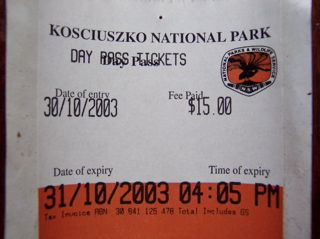 KOSCIUSZKO NATIONAL PARK
DAY PASS TICKETS
Day Pass
NATIONAL PARKS & WILDLIFE SERVICE
NSW
Date of entry
Fee Paid
30/10/2003
$15.00
Date of expiry
Time of expiry
31/10/2003 04:05 PM
Tax Invoice ABN 30 841 125 478 Total Includes GS